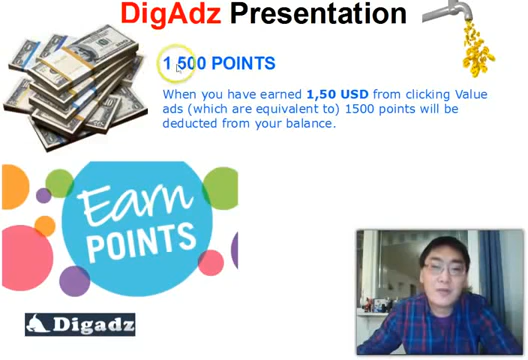 DigAdz Presentation
1 500 POINTS
When you have earned 1,50 USD from clicking Value
ads (which are equivalent to) 1500 points will be
deducted from your balance.
Earn
POINTS
Digadz